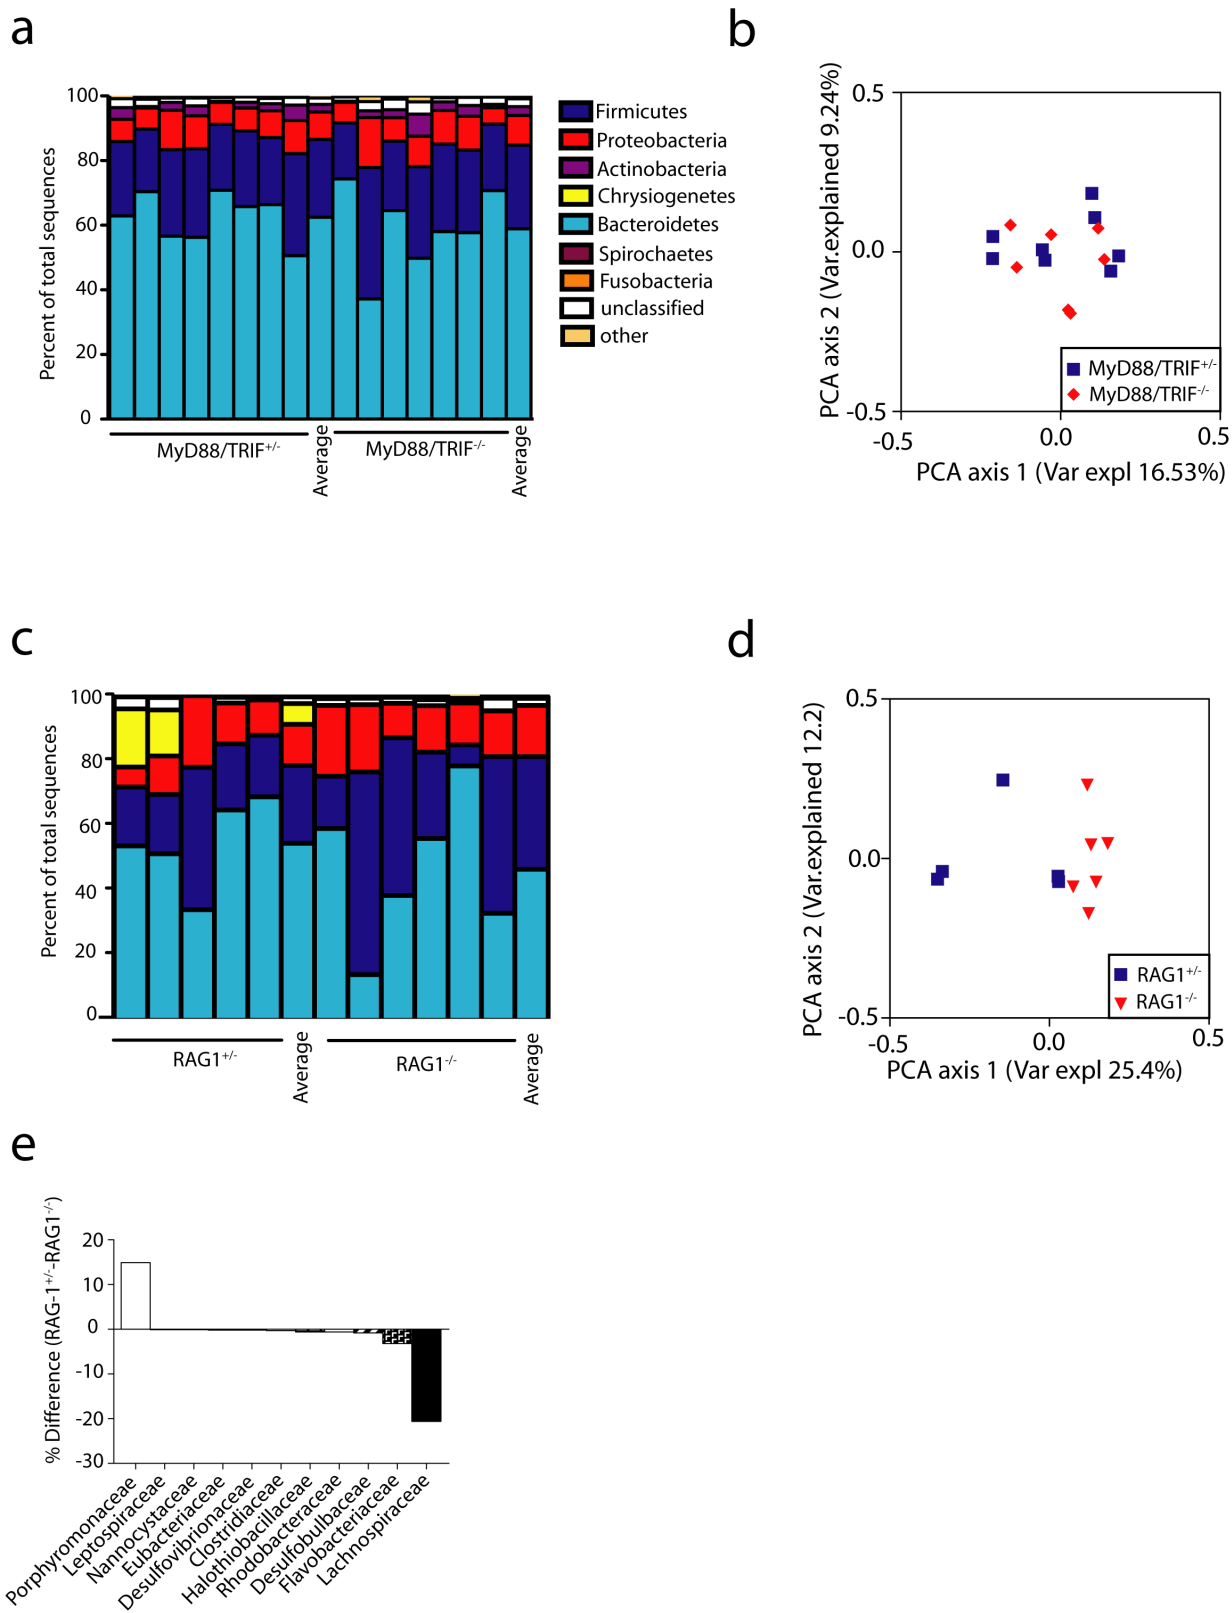 a
Percent of total sequences
100
80
60
40
20
0
MyD88/TRIF+/-
Average
MyD88/TRIF-/-
Average
Firmicutes
Proteobacteria
Actinobacteria
Chrysiogenetes
Bacteroidetes
Spirochaetes
Fusobacteria
unclassified
other
b
PCA axis 2 (Var.explained 9.24%)
0.5
0.0
-0.5
-0.5
0.0
0.5
PCA axis 1 (Var expl 16.53%)
MyD88/TRIF+/-
MyD88/TRIF-/-
c
Percent of total sequences
100
80
60
40
20
0
RAG1+/-
Average
RAG1-/-
Average
d
PCA axis 2 (Var.explained 12.2)
0.5
0.0
-0.5
-0.5
0.0
0.5
PCA axis 1 (Var expl 25.4%)
RAG1+/-
RAG1-/-
e
% Difference (RAG-1+/--RAG1-/-)
20
10
0
-10
-20
-30
Porphyromonaceae
Leptospiraceae
Nannocystaceae
Eubacteriaceae
Desulfovibrionaceae
Clostridiaceae
Halothiobacillaceae
Rhodobacteraceae
Desulfobulbaceae
Flavobacteriaceae
Lachnospiraceae